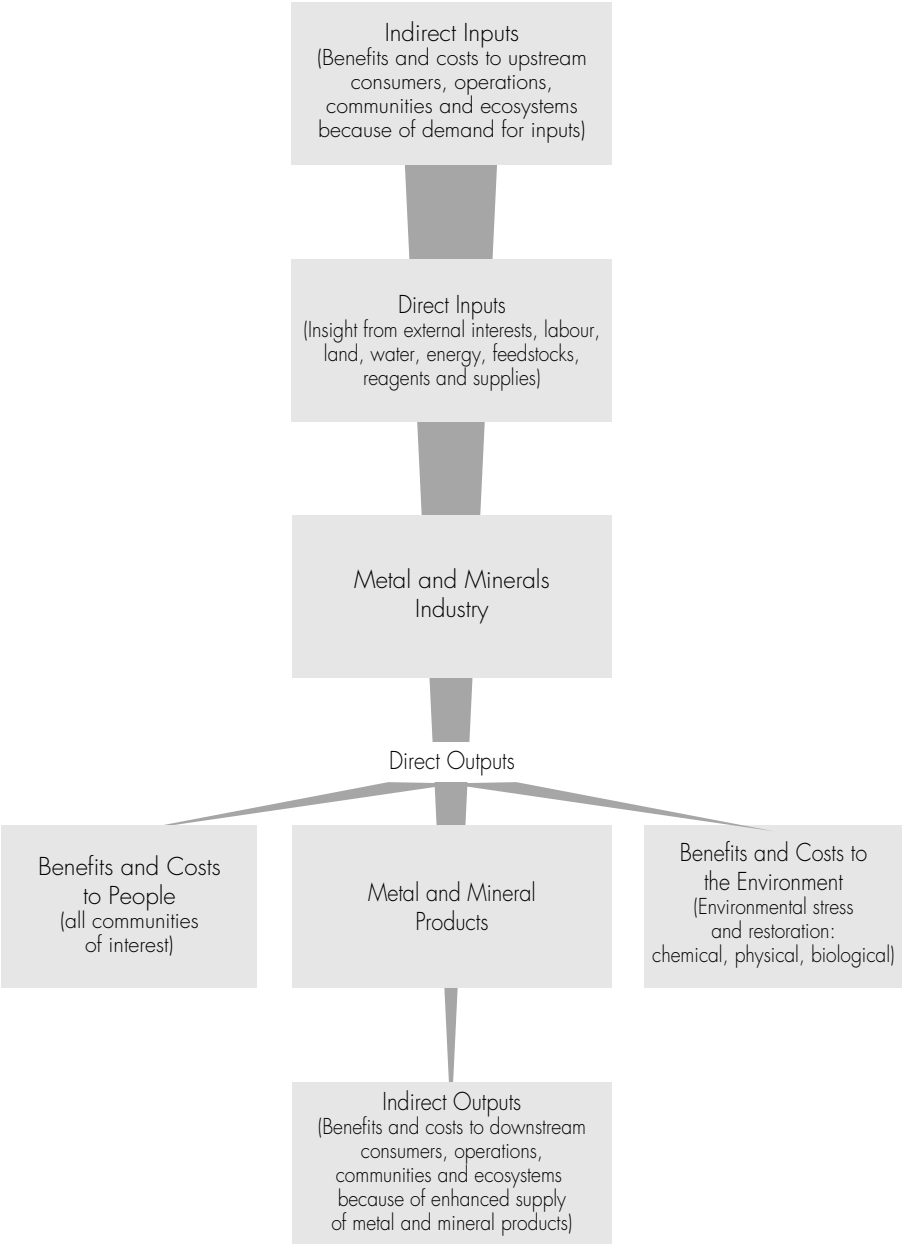 Indirect Inputs
(Benefits and costs to upstream
consumers, operations,
communities and ecosystems
because of demand for inputs)
Direct Inputs
(Insight from external interests, labour,
land, water, energy, feedstocks,
reagents and supplies)
Metal and Minerals
Industry
Direct Outputs
Benefits and Costs
to People
(all communities
of interest)
Metal and Mineral
Products
Benefits and Costs to
the Environment
(Environmental stress
and restoration:
chemical, physical, biological)
Indirect Outputs
(Benefits and costs to downstream
consumers, operations,
communities and ecosystems
because of enhanced supply
of metal and mineral products)